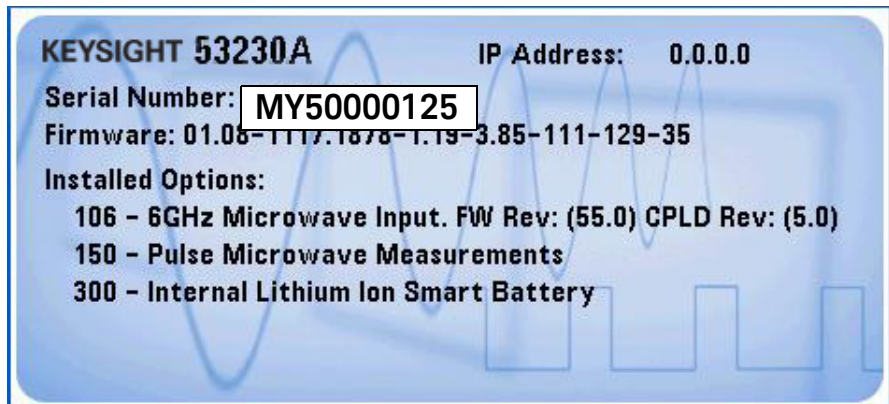 KEYSIGHT 53230A IP Address: 0.0.0.0
Serial Number: MY50000125
Firmware: 01.08-1117.1878-1.19-3.85-111-129-35
Installed Options:
106 - 6GHz Microwave Input. FW Rev: (55.0) CPLD Rev: (5.0)
150 - Pulse Microwave Measurements
300 - Internal Lithium Ion Smart Battery